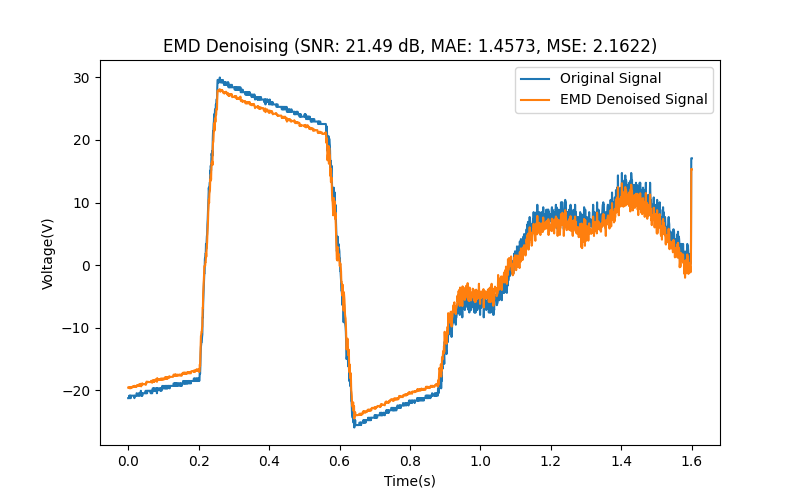 EMD Denoising (SNR: 21.49 dB, MAE: 1.4573, MSE: 2.1622)
Original Signal
EMD Denoised Signal
Voltage(V)
30
20
10
0
−10
−20
0.0 0.2 0.4 0.6 0.8 1.0 1.2 1.4 1.6
Time(s)